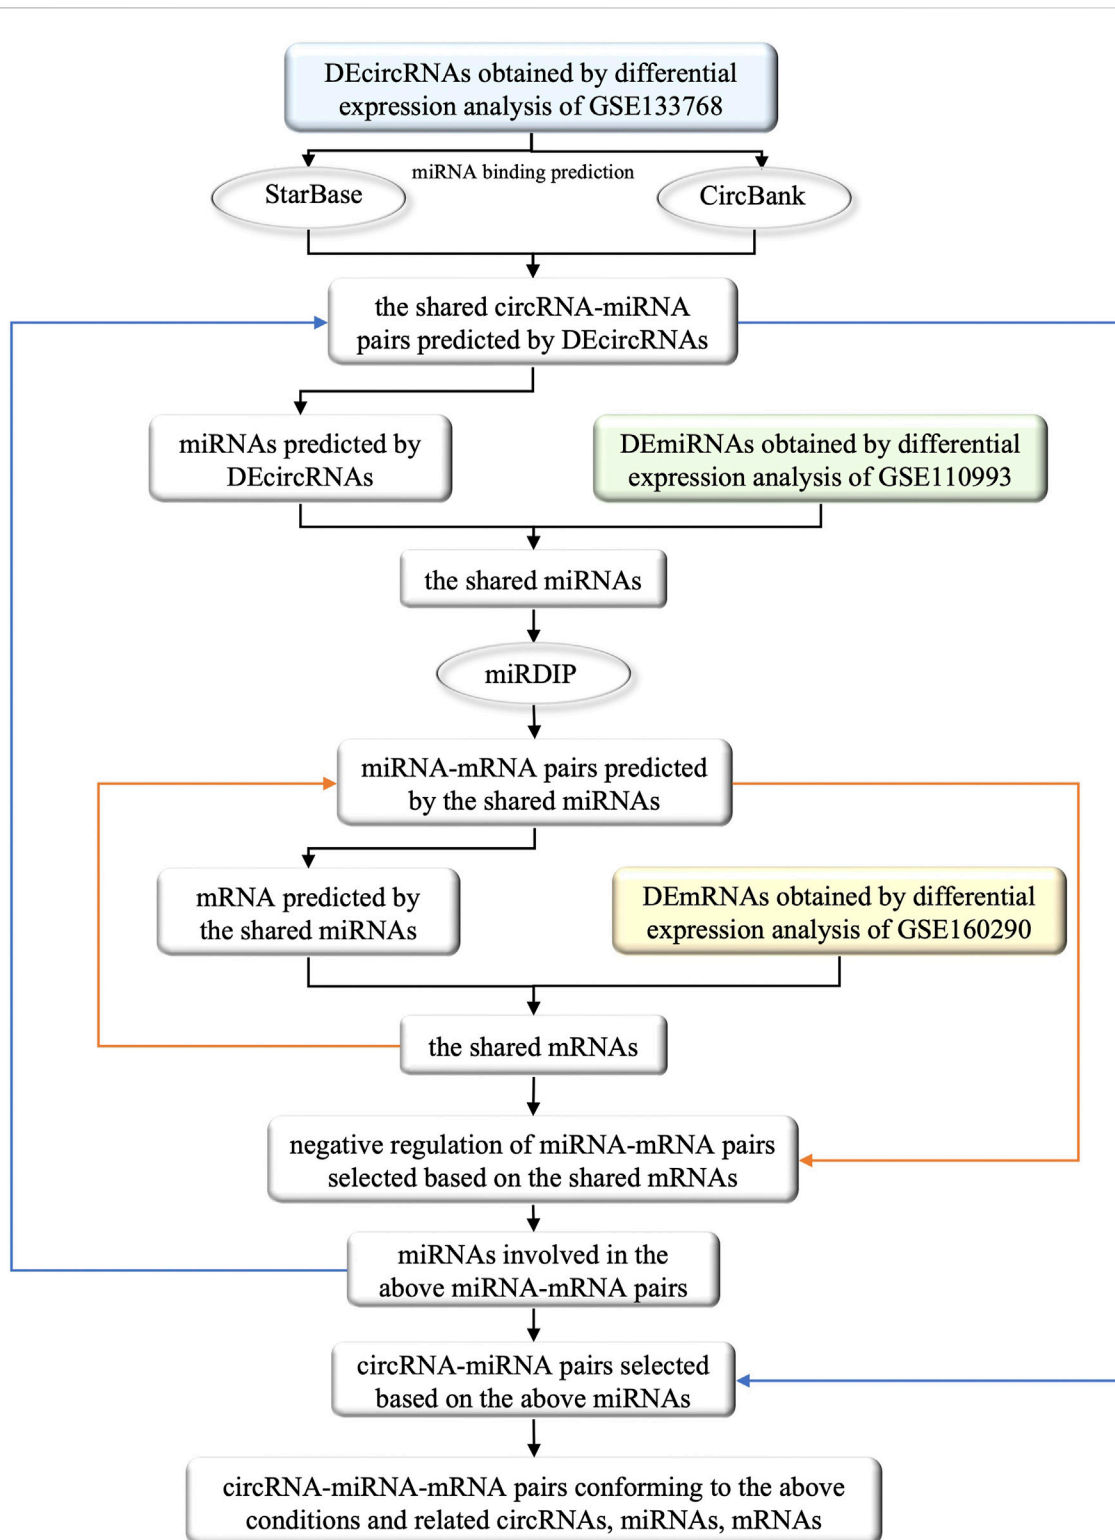 DEcircRNAs obtained by differential
expression analysis of GSE133768
miRNA binding prediction
StarBase
CircBank
the shared circRNA-miRNA
pairs predicted by DEcircRNAs
miRNAs predicted by
DEcircRNAs
DEmiRNAs obtained by differential
expression analysis of GSE110993
the shared miRNAs
miRDIP
miRNA-mRNA pairs predicted
by the shared miRNAs
mRNA predicted by
the shared miRNAs
DEmRNAs obtained by differential
expression analysis of GSE160290
the shared mRNAs
negative regulation of miRNA-mRNA pairs
selected based on the shared mRNAs
miRNAs involved in the
above miRNA-mRNA pairs
circRNA-miRNA pairs selected
based on the above miRNAs
circRNA-miRNA-mRNA pairs conforming to the above
conditions and related circRNAs, miRNAs, mRNAs